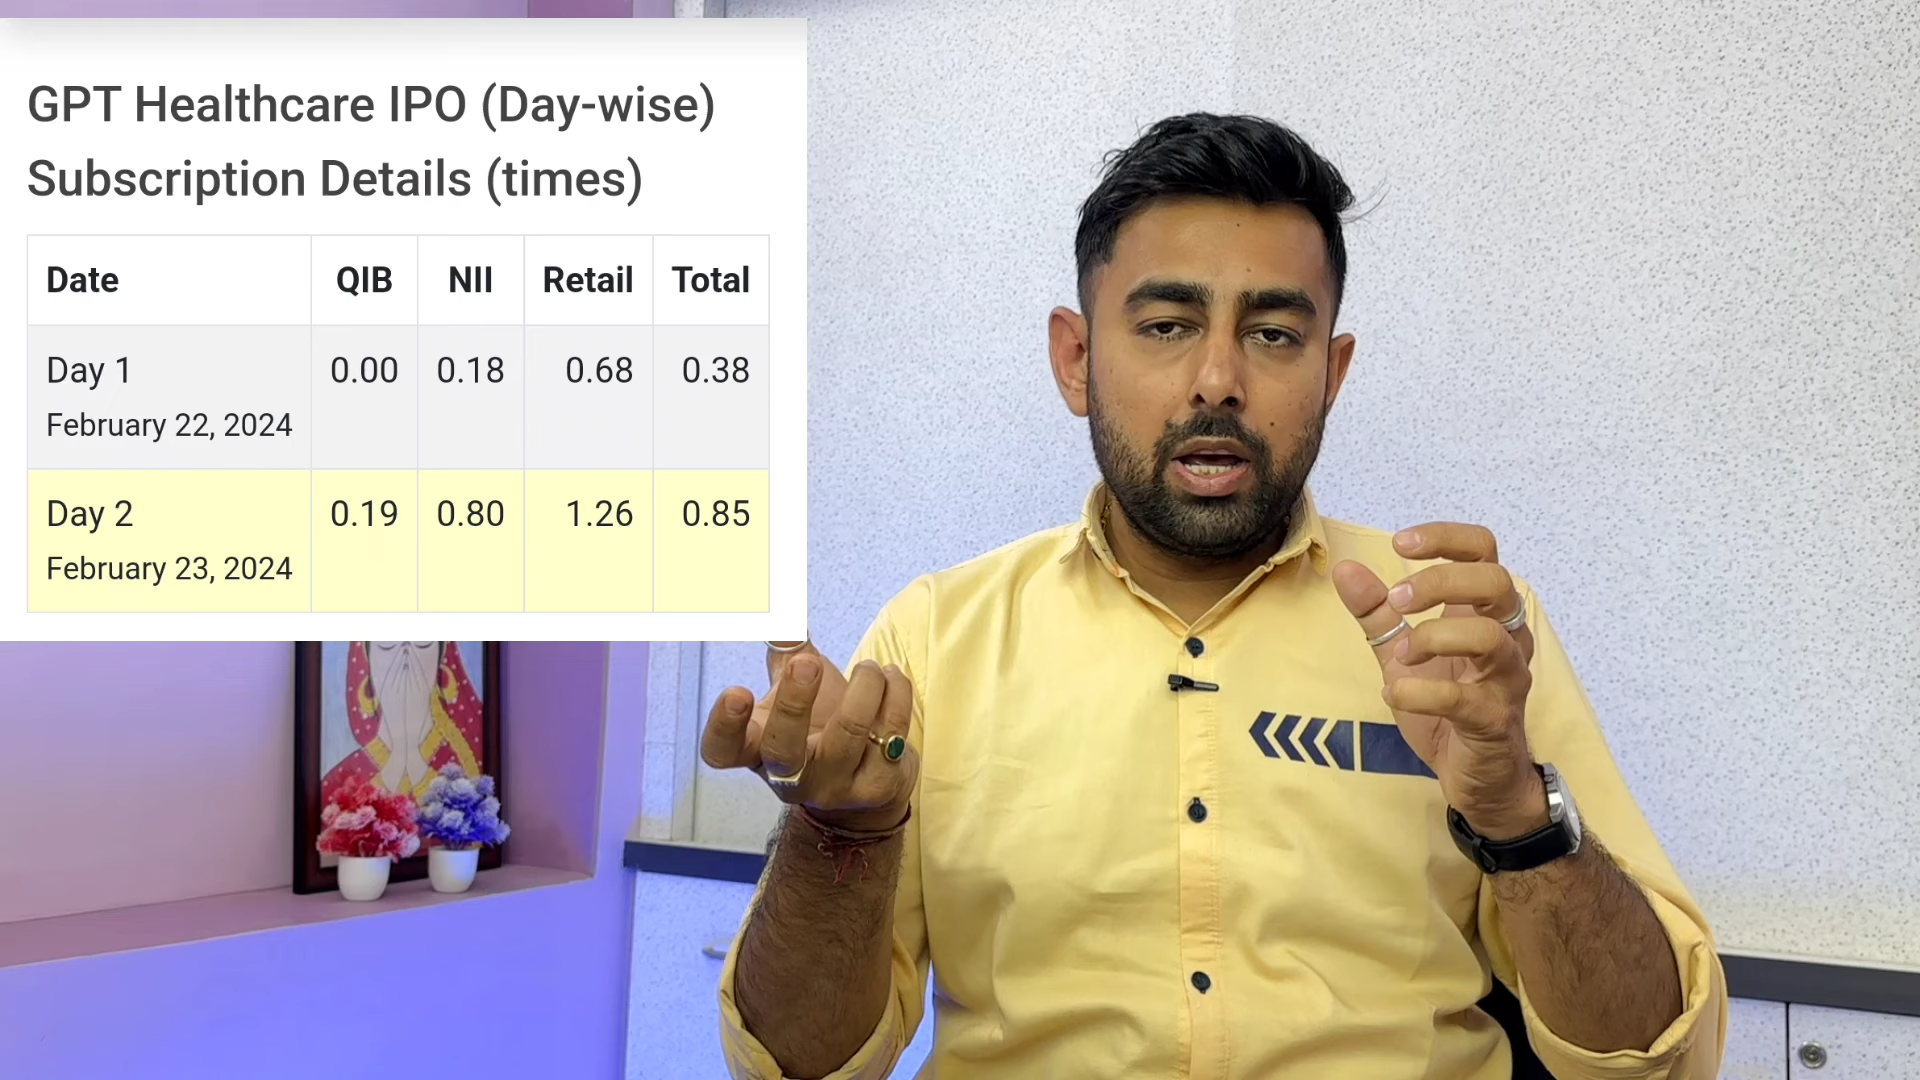 GPT Healthcare IPO (Day-wise)
Subscription Details (times)
Date QIB NII Retail Total
Day 1 0.00 0.18 0.68 0.38
February 22, 2024
Day 2 0.19 0.80 1.26 0.85
February 23, 2024